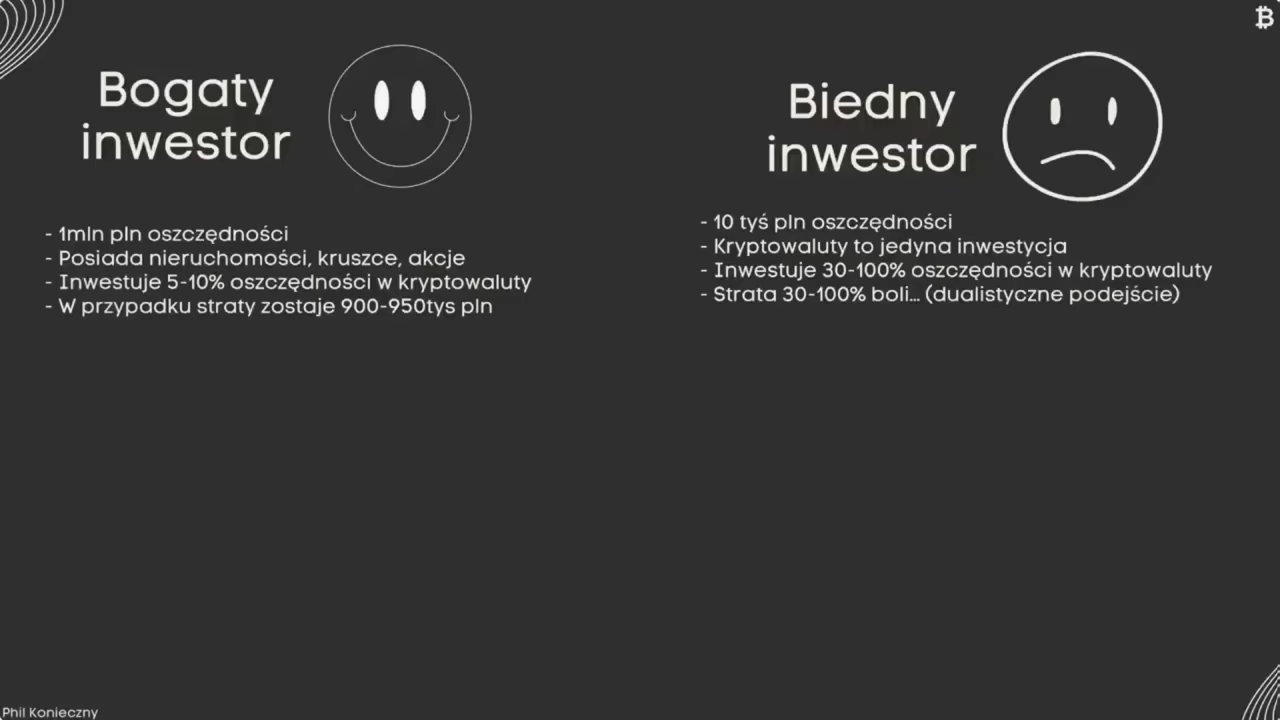 Bogaty
inwestor
- 1mln pln oszczędności
- Posiada nieruchomości, kruszce, akcje
- Inwestuje 5-10% oszczędności w kryptowaluty
- W przypadku straty zostaje 900-950tys pln
Biedny
inwestor
- 10 tyś pln oszczędności
- Kryptowaluty to jedyna inwestycja
- Inwestuje 30-100% oszczędności w kryptowaluty
- Strata 30-100% boli... (dualistyczne podejście)
Phil Konieczny